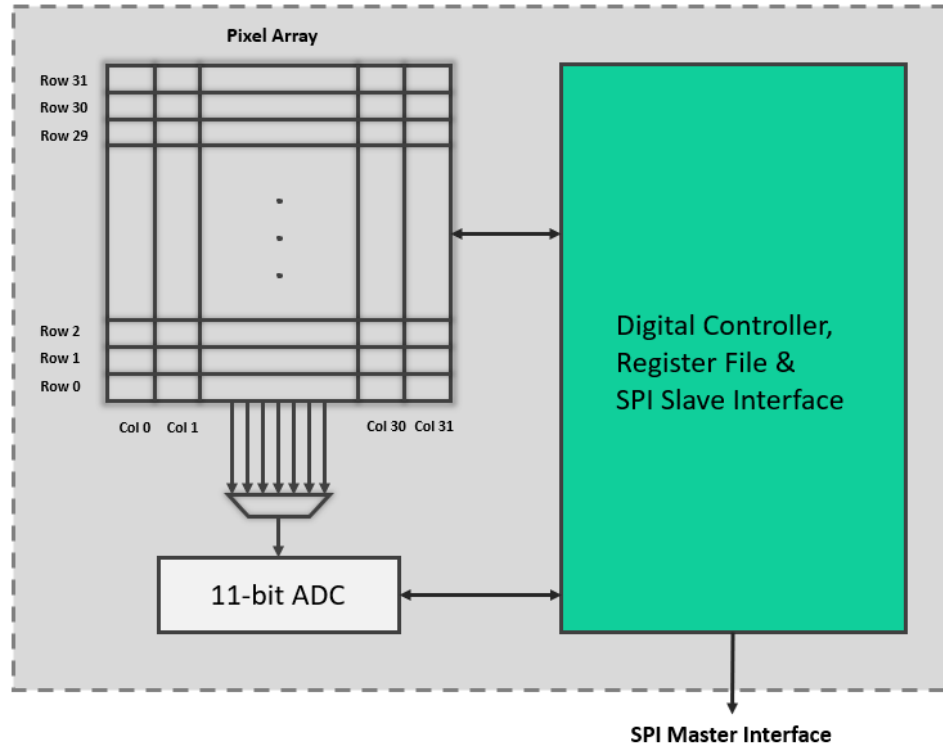 Pixel Array
Row 31
Row 30
Row 29
Row 2
Row 1
Row 0
Col 0 Col 1 Col 30 Col 31
11-bit ADC
Digital Controller,
Register File &
SPI Slave Interface
SPI Master Interface